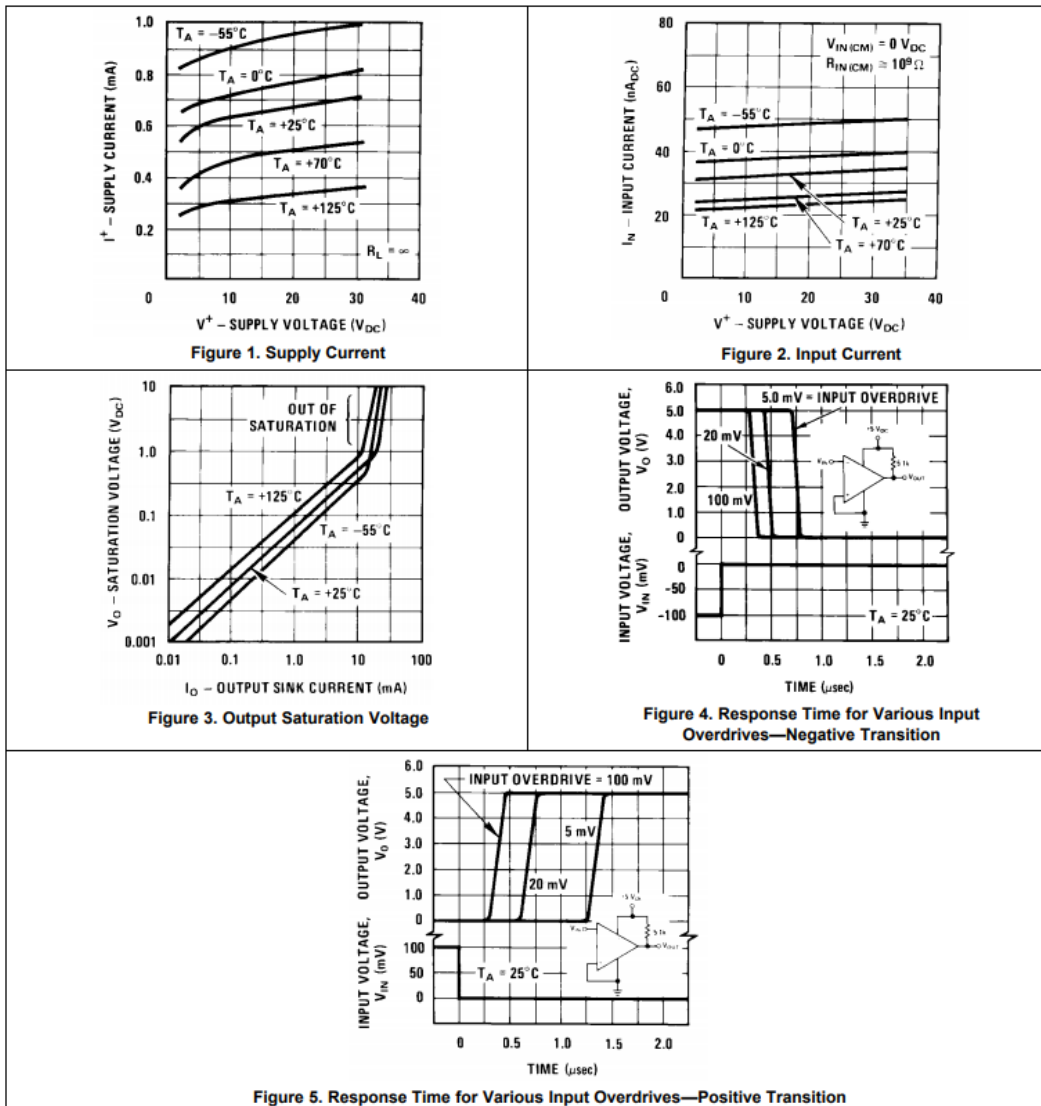 1.0
T_A = −55°C
0.8
T_A = 0°C
0.6
T_A = +25°C
0.4
T_A = +70°C
T_A = +125°C
0.2
R_L = ∞
0 10 20 30 40
I⁺ – SUPPLY CURRENT (mA)
V⁺ – SUPPLY VOLTAGE (V_DC)
Figure 1. Supply Current
80
V_IN (CM) = 0 V_DC
R_IN (CM) ≅ 10⁹ Ω
60
T_A = −55°C
T_A = 0°C
40
20
T_A = +125°C
T_A = +25°C
T_A = +70°C
0 10 20 30 40
I_N – INPUT CURRENT (nA_DC)
V⁺ – SUPPLY VOLTAGE (V_DC)
Figure 2. Input Current
10
OUT OF
SATURATION
1.0
T_A = +125°C
0.1
T_A = −55°C
0.01
T_A = +25°C
0.001
0.01 0.1 1.0 10 100
V_O – SATURATION VOLTAGE (V_DC)
I_O – OUTPUT SINK CURRENT (mA)
Figure 3. Output Saturation Voltage
6.0
5.0 mV = INPUT OVERDRIVE
5.0
20 mV
+5 V_DC
4.0
5.1k
3.0
V_IN
V_OUT
2.0
100 mV
1.0
0
OUTPUT VOLTAGE,
V_O (V)
0
-50
-100
T_A = 25°C
INPUT VOLTAGE,
V_IN (mV)
0 0.5 1.0 1.5 2.0
TIME (μsec)
Figure 4. Response Time for Various Input
Overdrives—Negative Transition
6.0
INPUT OVERDRIVE = 100 mV
5.0
4.0
5 mV
3.0
2.0
20 mV
1.0
0
OUTPUT VOLTAGE,
V_O (V)
V_IN
5.1k
V_OUT
100
50
0
T_A = 25°C
INPUT VOLTAGE,
V_IN (mV)
0 0.5 1.0 1.5 2.0
TIME (μsec)
Figure 5. Response Time for Various Input Overdrives—Positive Transition